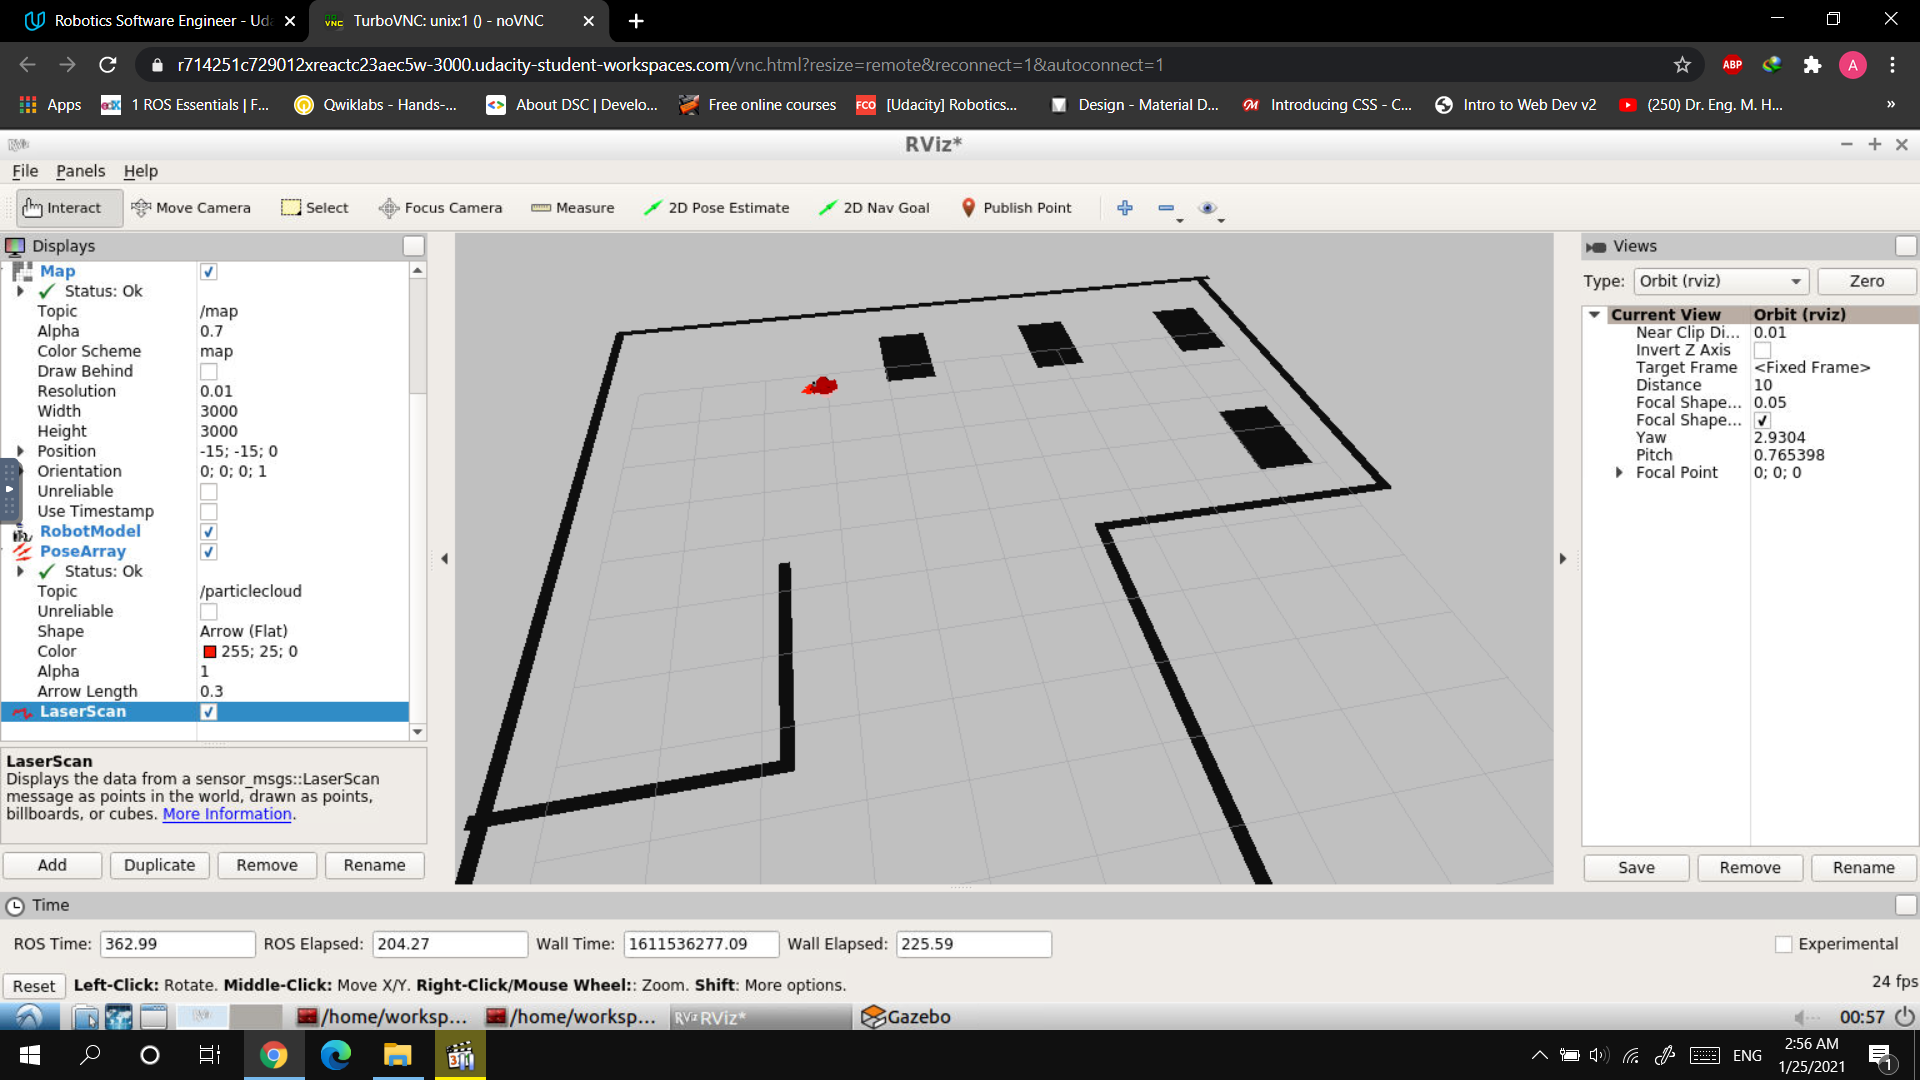 Robotics Software Engineer - Uda
TurboVNC: unix:1 () - noVNC
r714251c729012xreactc23aec5w-3000.udacity-student-workspaces.com/vnc.html?resize=remote&reconnect=1&autoconnect=1
ABP
A
Apps
1 ROS Essentials | F...
Qwiklabs - Hands-...
About DSC | Develo...
Free online courses
FCO
[Udacity] Robotics...
Design - Material D...
Introducing CSS - C...
Intro to Web Dev v2
(250) Dr. Eng. M. H...
»
RViz*
File Panels Help
Interact Move Camera Select Focus Camera Measure 2D Pose Estimate 2D Nav Goal Publish Point
Displays
Map
Status: Ok
Topic /map
Alpha 0.7
Color Scheme map
Draw Behind
Resolution 0.01
Width 3000
Height 3000
Position -15; -15; 0
Orientation 0; 0; 0; 1
Unreliable
Use Timestamp
RobotModel
PoseArray
Status: Ok
Topic /particlecloud
Unreliable
Shape Arrow (Flat)
Color 255; 25; 0
Alpha 1
Arrow Length 0.3
LaserScan
LaserScan
Displays the data from a sensor_msgs::LaserScan
message as points in the world, drawn as points,
billboards, or cubes. More Information.
Add Duplicate Remove Rename
Views
Type: Orbit (rviz) Zero
Current View Orbit (rviz)
Near Clip Di... 0.01
Invert Z Axis
Target Frame <Fixed Frame>
Distance 10
Focal Shape... 0.05
Focal Shape...
Yaw 2.9304
Pitch 0.765398
Focal Point 0; 0; 0
Save Remove Rename
Time
ROS Time: 362.99 ROS Elapsed: 204.27 Wall Time: 1611536277.09 Wall Elapsed: 225.59 Experimental
Reset Left-Click: Rotate. Middle-Click: Move X/Y. Right-Click/Mouse Wheel:: Zoom. Shift: More options. 24 fps
/home/worksp...
/home/worksp...
RViz*
Gazebo
00:57
ENG
2:56 AM
1/25/2021
1